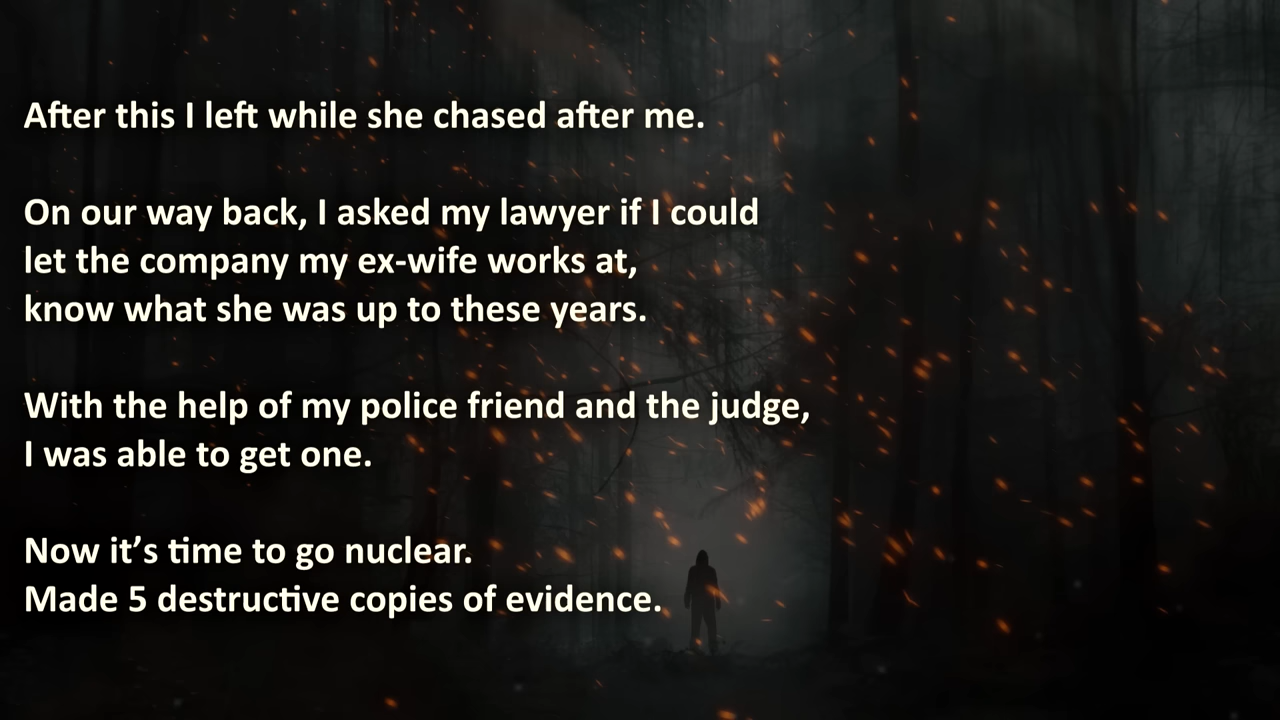 After this I left while she chased after me.
On our way back, I asked my lawyer if I could
let the company my ex-wife works at,
know what she was up to these years.
With the help of my police friend and the judge,
I was able to get one.
Now it’s time to go nuclear.
Made 5 destructive copies of evidence.